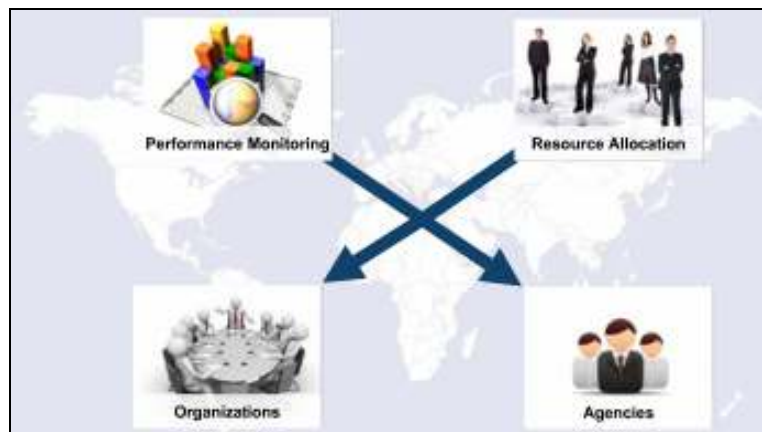 Performance Monitoring
Resource Allocation
Organizations
Agencies